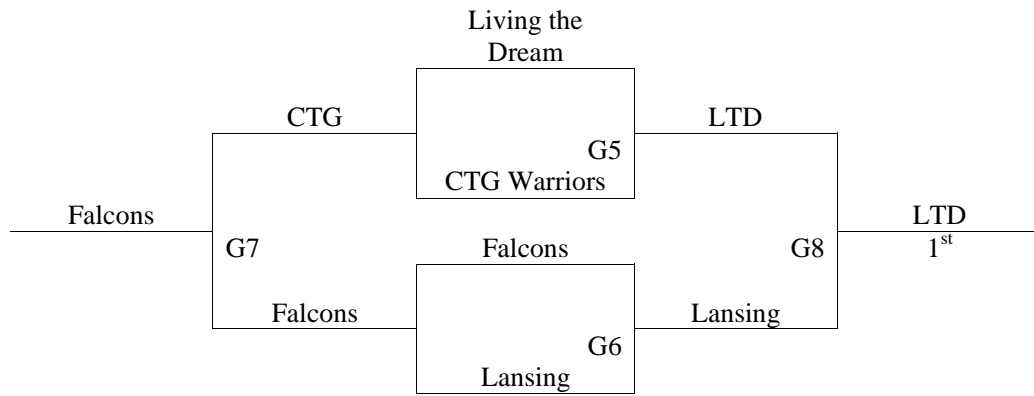 Living the
Dream
CTG
LTD
G5
CTG Warriors
Falcons
LTD
G7
Falcons
G8
1st
Falcons
Lansing
G6
Lansing